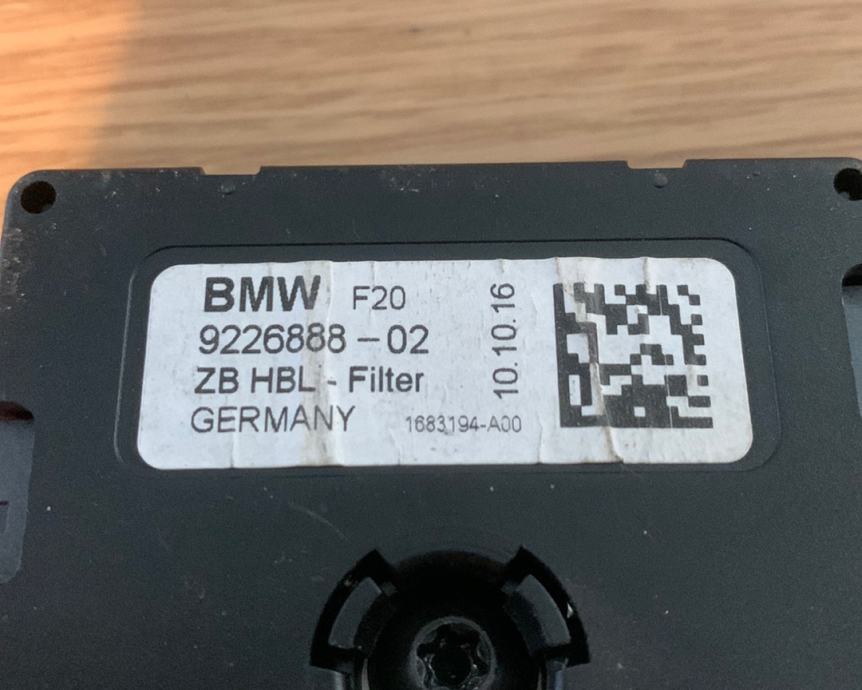 BMW F20
9226888-02
ZB HBL - Filter
GERMANY 1683194-A00
10.10.16